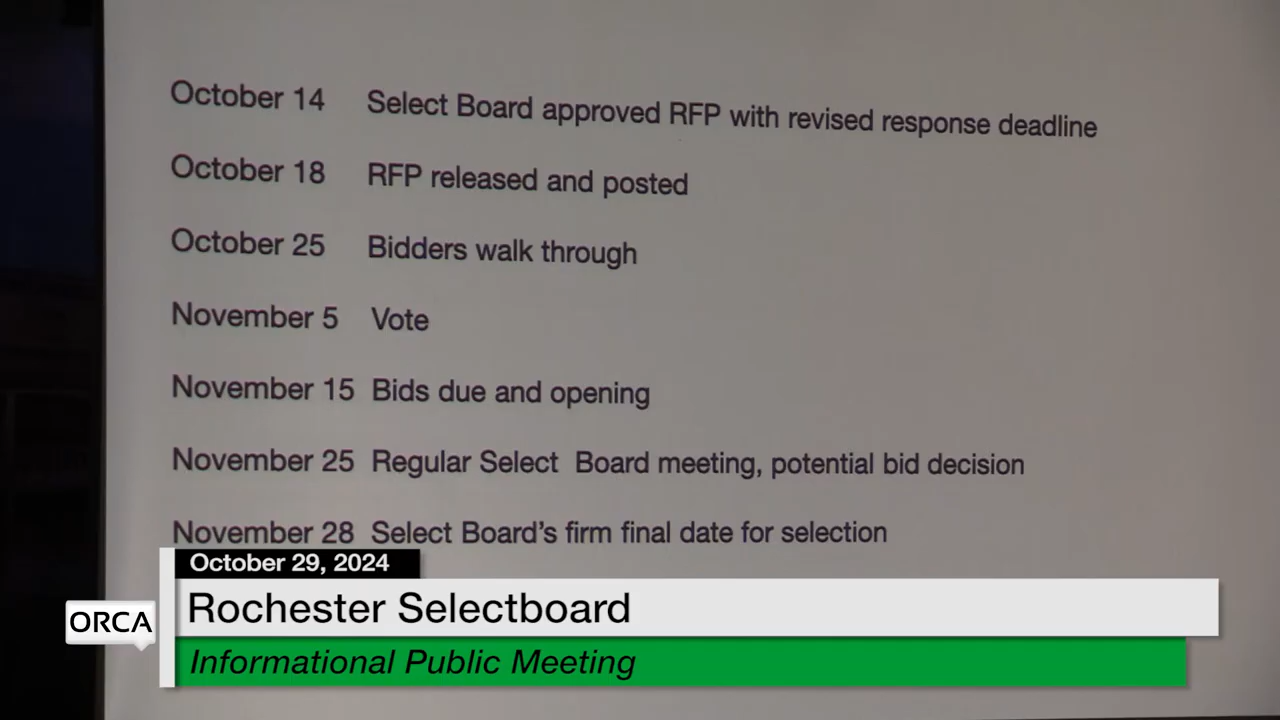 October 14 Select Board approved RFP with revised response deadline
October 18 RFP released and posted
October 25 Bidders walk through
November 5 Vote
November 15 Bids due and opening
November 25 Regular Select Board meeting, potential bid decision
November 28 Select Board's firm final date for selection
October 29, 2024
Rochester Selectboard
ORCA
Informational Public Meeting